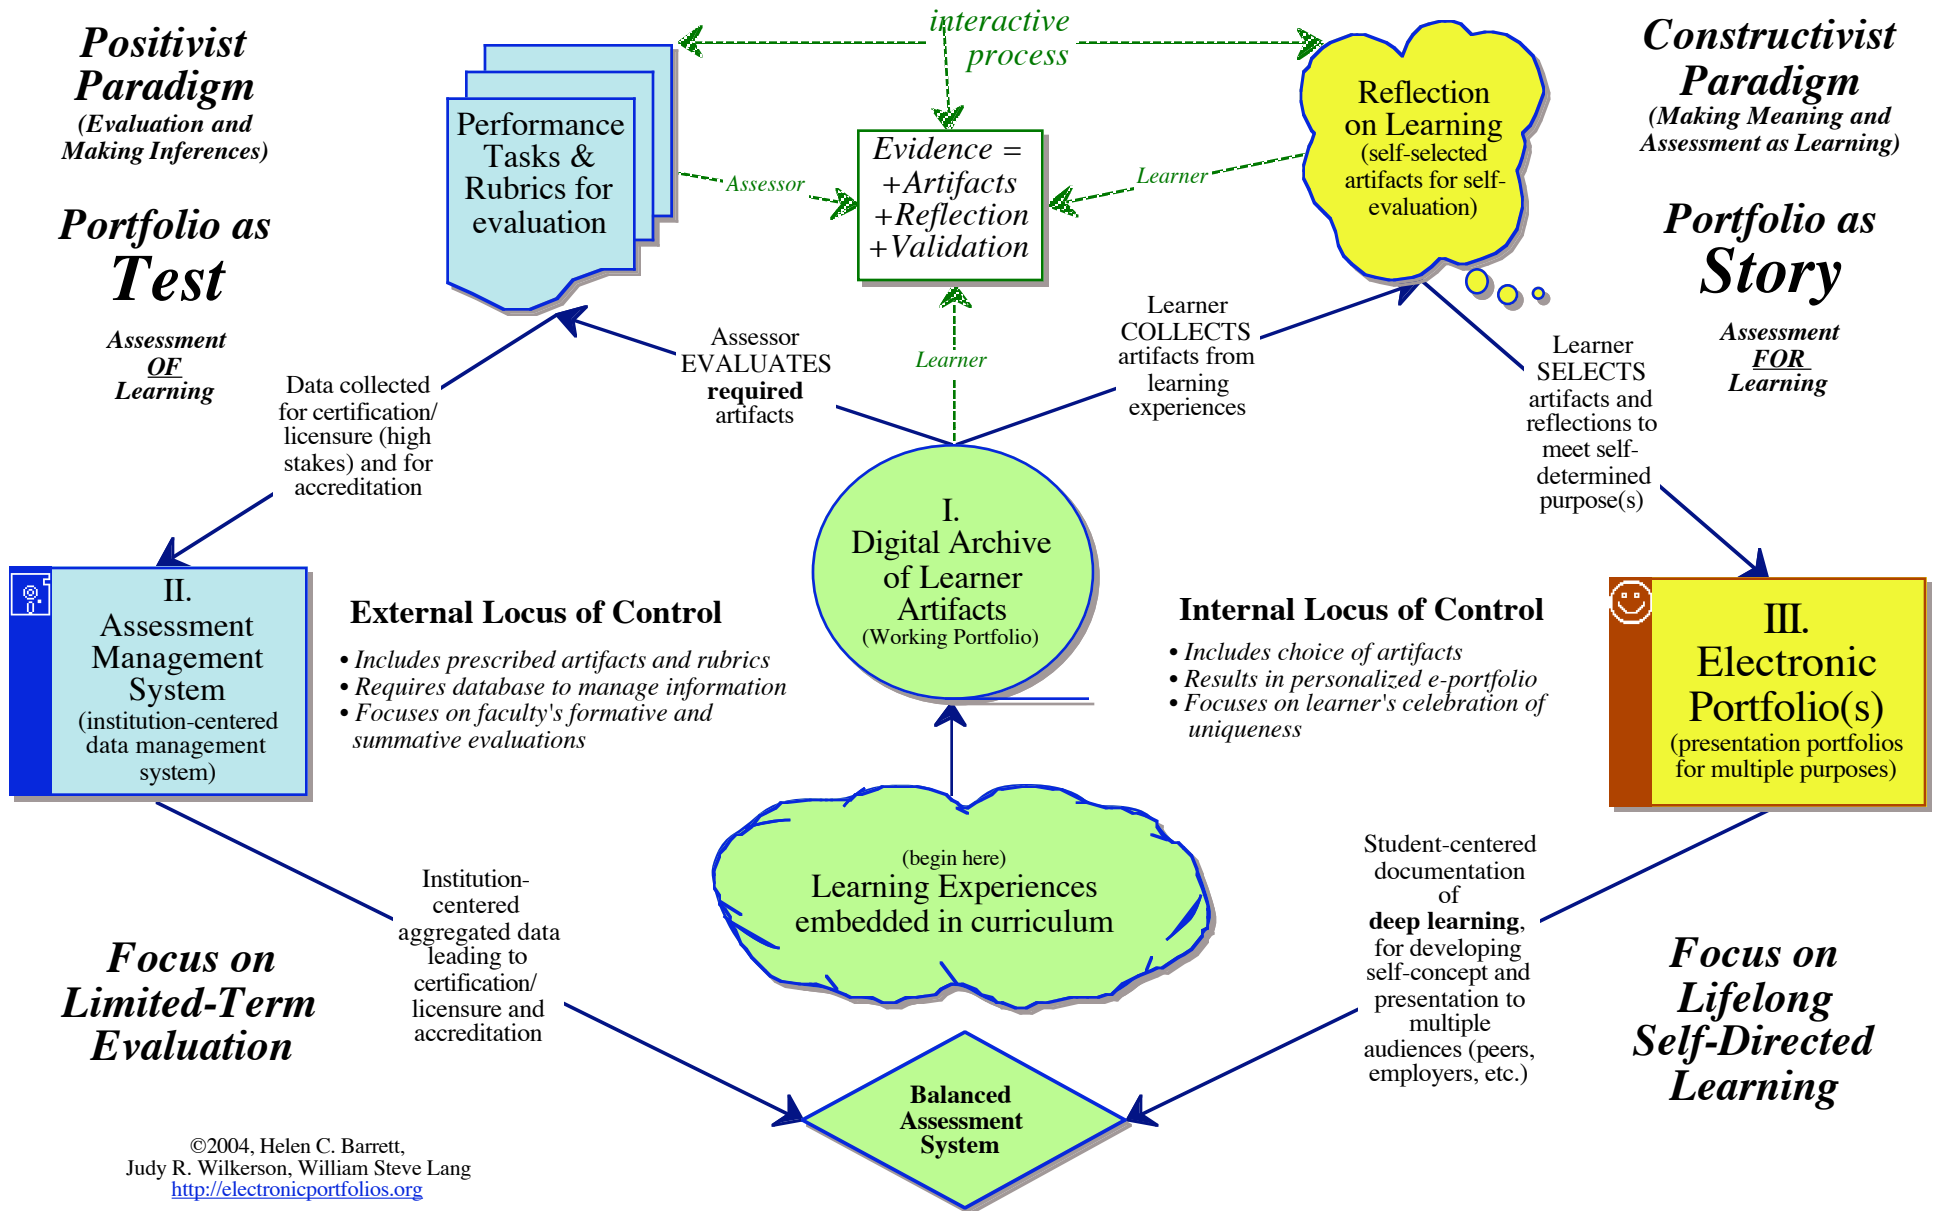 Positivist
Paradigm
(Evaluation and
Making Inferences)
Portfolio as
Test
Assessment
OF
Learning
interactive
process
Constructivist
Paradigm
(Making Meaning and
Assessment as Learning)
Portfolio as
Story
Assessment
FOR
Learning
Performance
Tasks &
Rubrics for
evaluation
Assessor
Evidence =
+Artifacts
+Reflection
+Validation
Learner
Reflection
on Learning
(self-selected
artifacts for self-
evaluation)
Data collected
for certification/
licensure (high
stakes) and for
accreditation
Assessor
EVALUATES
required
artifacts
Learner
Learner
COLLECTS
artifacts from
learning
experiences
Learner
SELECTS
artifacts and
reflections to
meet self-
determined
purpose(s)
I.
Digital Archive
of Learner
Artifacts
(Working Portfolio)
II.
Assessment
Management
System
(institution-centered
data management
system)
External Locus of Control
• Includes prescribed artifacts and rubrics
• Requires database to manage information
• Focuses on faculty's formative and
summative evaluations
Internal Locus of Control
• Includes choice of artifacts
• Results in personalized e-portfolio
• Focuses on learner's celebration of
uniqueness
III.
Electronic
Portfolio(s)
(presentation portfolios
for multiple purposes)
(begin here)
Learning Experiences
embedded in curriculum
Institution-
centered
aggregated data
leading to
certification/
licensure and
accreditation
Student-centered
documentation
of
deep learning,
for developing
self-concept and
presentation to
multiple
audiences (peers,
employers, etc.)
Focus on
Limited-Term
Evaluation
Focus on
Lifelong
Self-Directed
Learning
Balanced
Assessment
System
©2004, Helen C. Barrett,
Judy R. Wilkerson, William Steve Lang
http://electronicportfolios.org